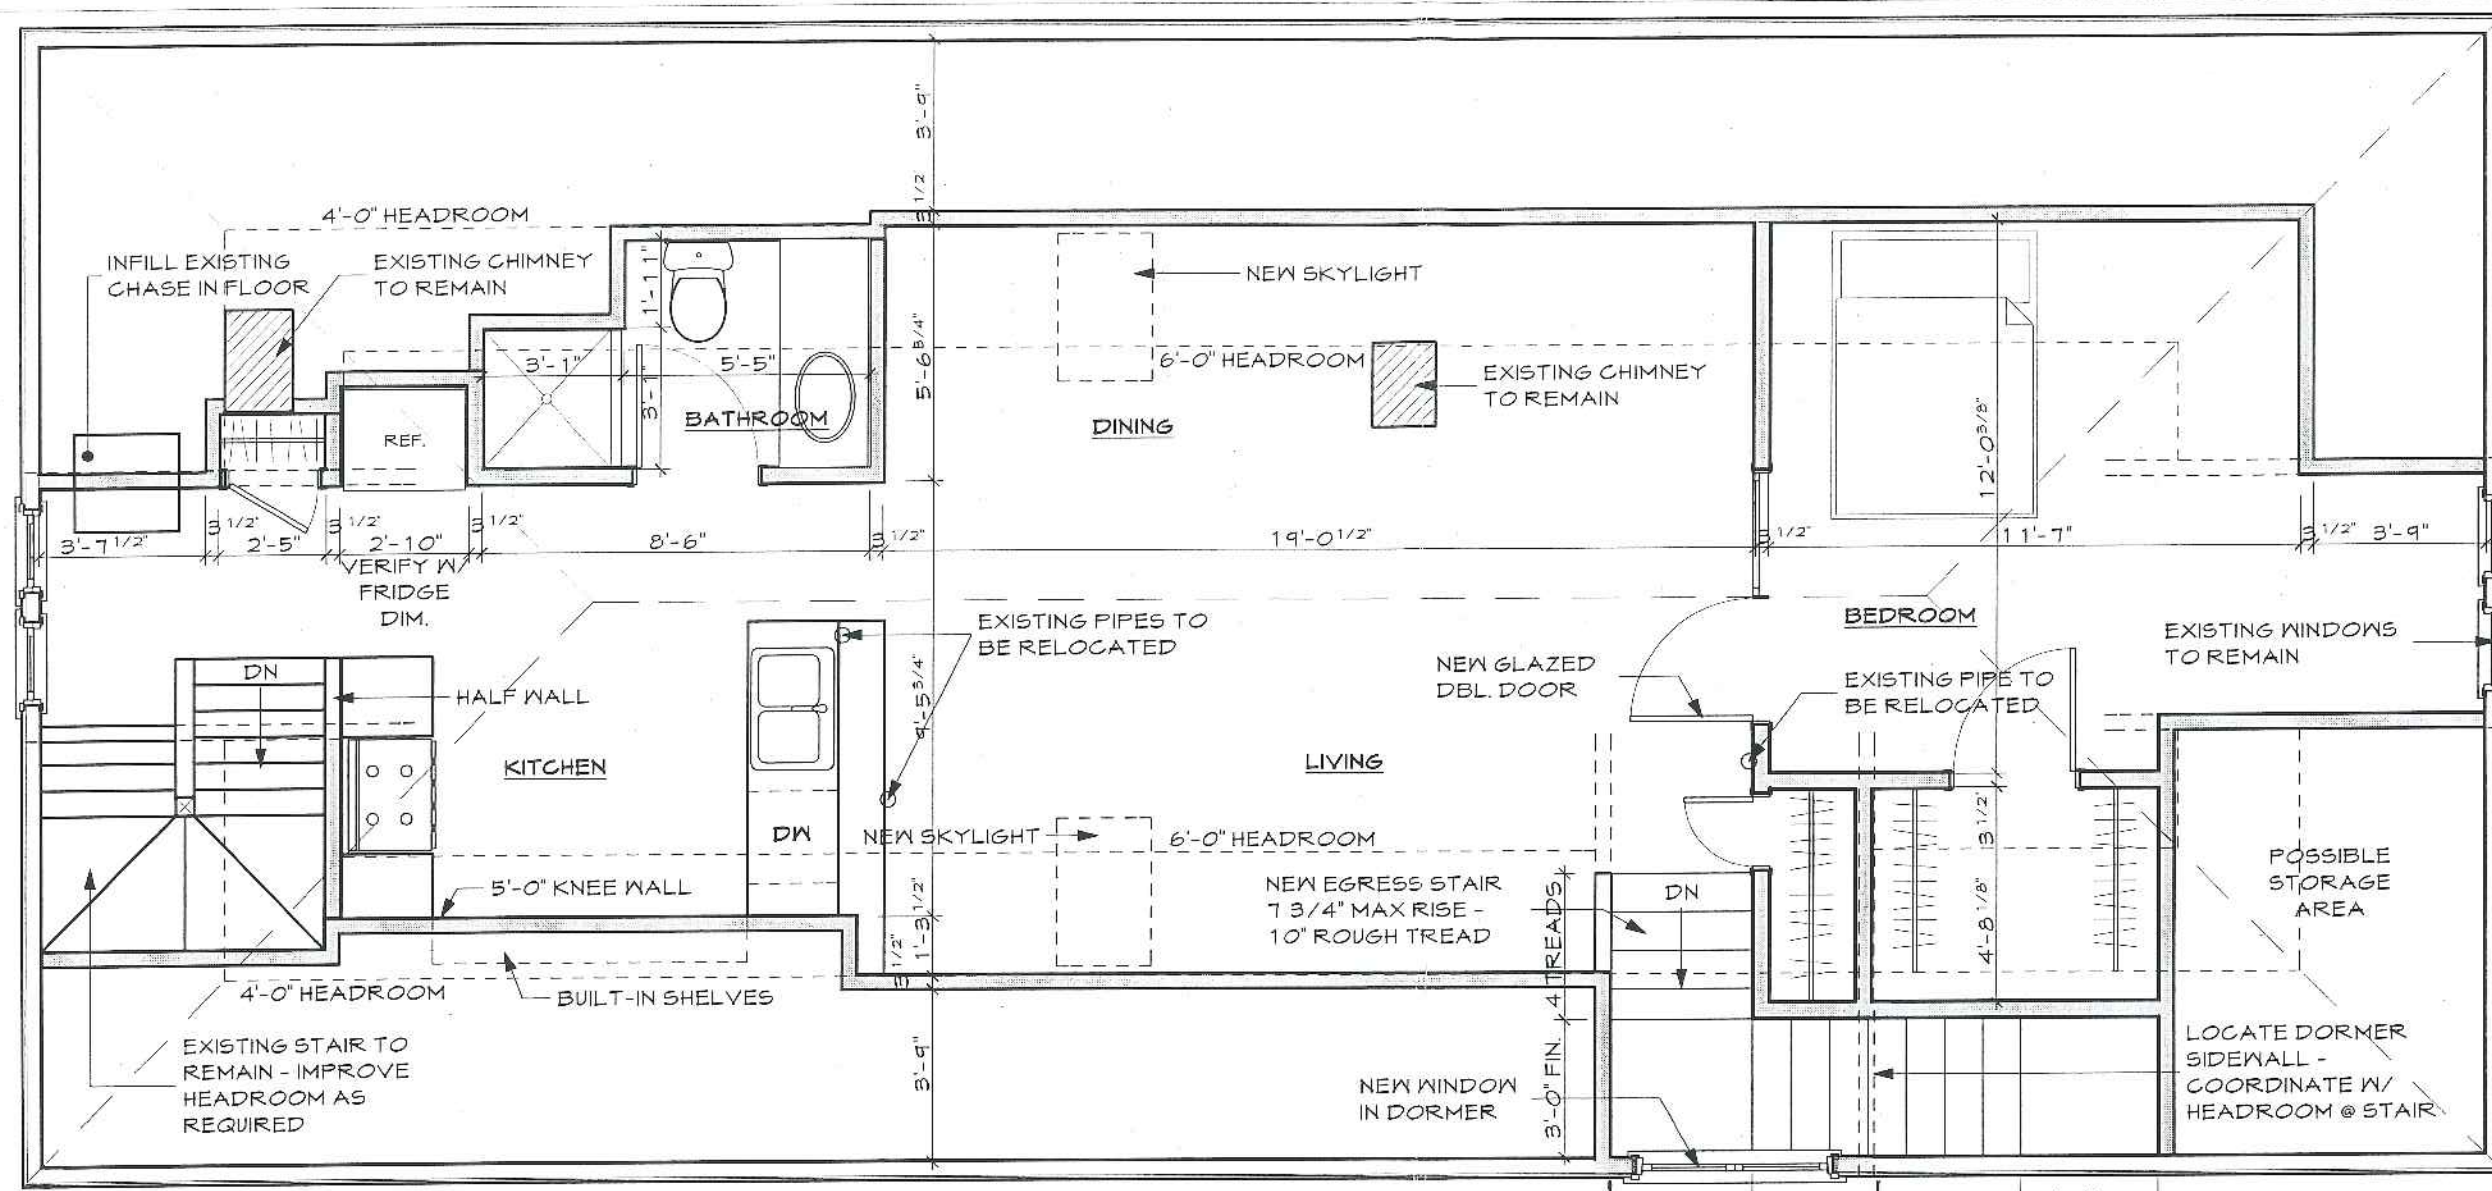 3'-9"
3 1/2
4'-0" HEADROOM
INFILL EXISTING
CHASE IN FLOOR
EXISTING CHIMNEY
TO REMAIN
1'-11"
NEW SKYLIGHT
5'-6 3/4"
3'-1"
5'-5"
3'-1"
6'-0" HEADROOM
EXISTING CHIMNEY
TO REMAIN
BATHROOM
DINING
REF.
12'-0 3/8"
3'-7 1/2"
3 1/2"
2'-5"
3 1/2"
2'-10"
3 1/2"
8'-6"
3 1/2"
19'-0 1/2"
3 1/2"
11'-7"
3 1/2"
3'-9"
VERIFY W/
FRIDGE
DIM.
EXISTING PIPES TO
BE RELOCATED
BEDROOM
EXISTING WINDOWS
TO REMAIN
DN
HALF WALL
9'-5 3/4"
NEW GLAZED
DBL. DOOR
EXISTING PIPE TO
BE RELOCATED
KITCHEN
LIVING
DW
NEW SKYLIGHT
6'-0" HEADROOM
3 1/2"
5'-0" KNEE WALL
1'-3 1/2"
3 1/2"
NEW EGRESS STAIR
7 3/4" MAX RISE -
10" ROUGH TREAD
4 TREADS
DN
4'-8 1/8"
POSSIBLE
STORAGE
AREA
4'-0" HEADROOM
BUILT-IN SHELVES
EXISTING STAIR TO
REMAIN - IMPROVE
HEADROOM AS
REQUIRED
3'-9"
NEW WINDOW
IN DORMER
3'-0" FIN.
LOCATE DORMER
SIDEWALL -
COORDINATE W/
HEADROOM @ STAIR